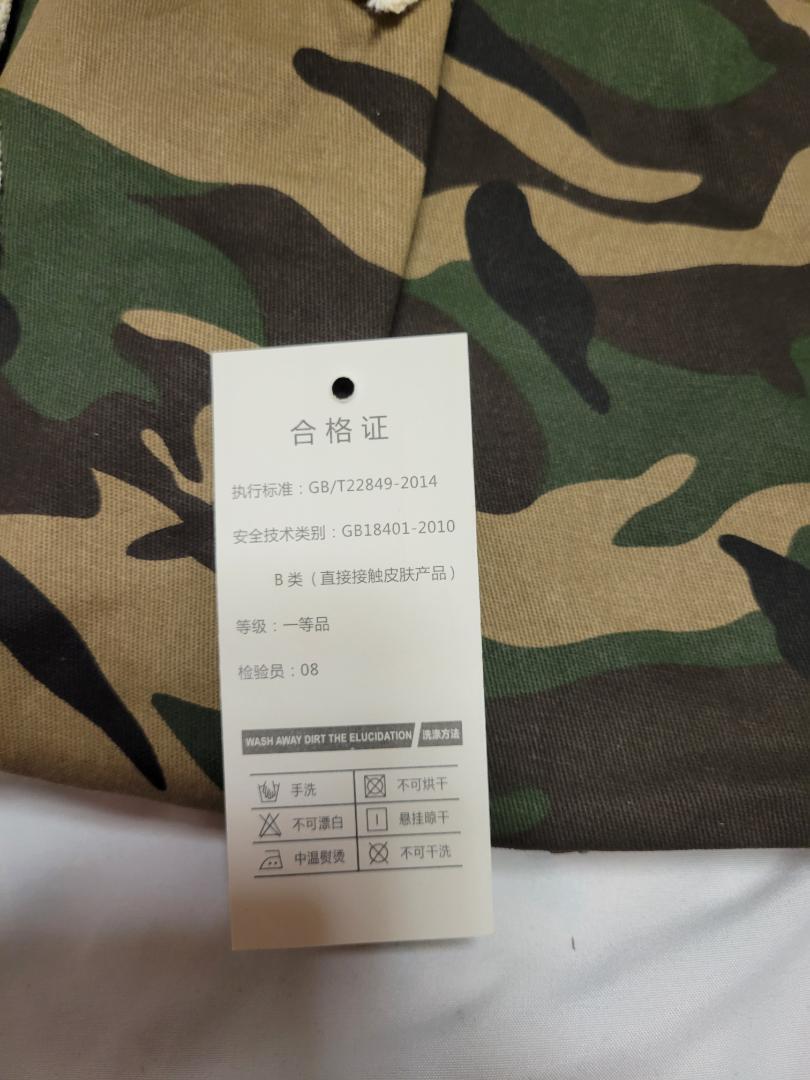 合格证
执行标准：GB/T22849-2014
安全技术类别：GB18401-2010
B 类（直接接触皮肤产品）
等级：一等品
检验员：08
WASH AWAY DIRT THE ELUCIDATION 洗涤方法
手洗 不可烘干
不可漂白 悬挂晾干
中温熨烫 不可干洗